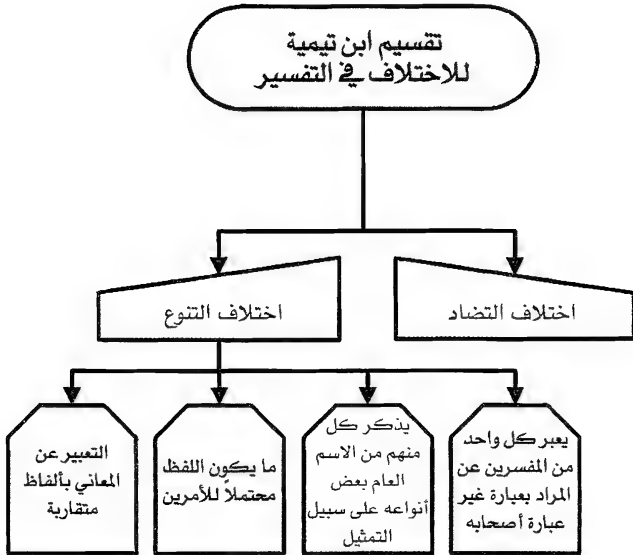 تقسيم ابن تيمية
للاختلاف في التفسير
اختلاف التضاد
اختلاف التنوع
يعبر كل واحد
من المفسرين عن
المراد بعبارة غير
عبارة أصحابه
يذكر كل
منهم من الاسم
العام بعض
أنواعه على سبيل
التمثيل
ما يكون اللفظ
محتملاً للأمرين
التعبير عن
المعاني بألفاظ
متقاربة